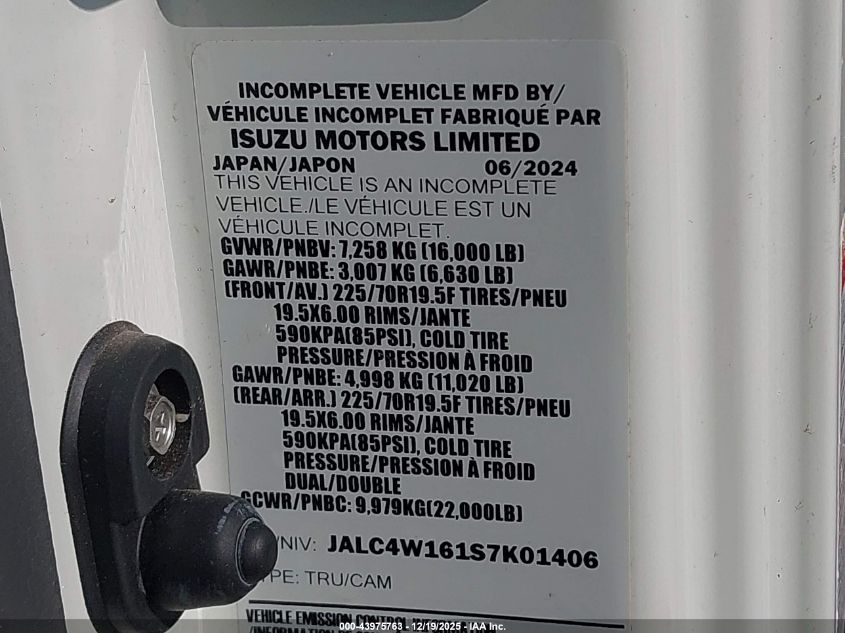 INCOMPLETE VEHICLE MFD BY/
VÉHICULE INCOMPLET FABRIQUÉ PAR
ISUZU MOTORS LIMITED
JAPAN/JAPON 06/2024
THIS VEHICLE IS AN INCOMPLETE
VEHICLE./LE VÉHICULE EST UN
VÉHICULE INCOMPLET.
GVWR/PNBV: 7,258 KG (16,000 LB)
GAWR/PNBE: 3,007 KG (6,630 LB)
(FRONT/AV.) 225/70R19.5F TIRES/PNEU
19.5X6.00 RIMS/JANTE
590KPA(85PSI), COLD TIRE
PRESSURE/PRESSION À FROID
GAWR/PNBE: 4,998 KG (11,020 LB)
(REAR/ARR.) 225/70R19.5F TIRES/PNEU
19.5X6.00 RIMS/JANTE
590KPA(85PSI), COLD TIRE
PRESSURE/PRESSION À FROID
DUAL/DOUBLE
GCWR/PNBC: 9,979KG(22,000LB)
/NIV: JALC4W161S7K01406
TRU/CAM
VEHICLE EMISSION CONTROL
000-43975763 - 12/19/2025 - IAA Inc.